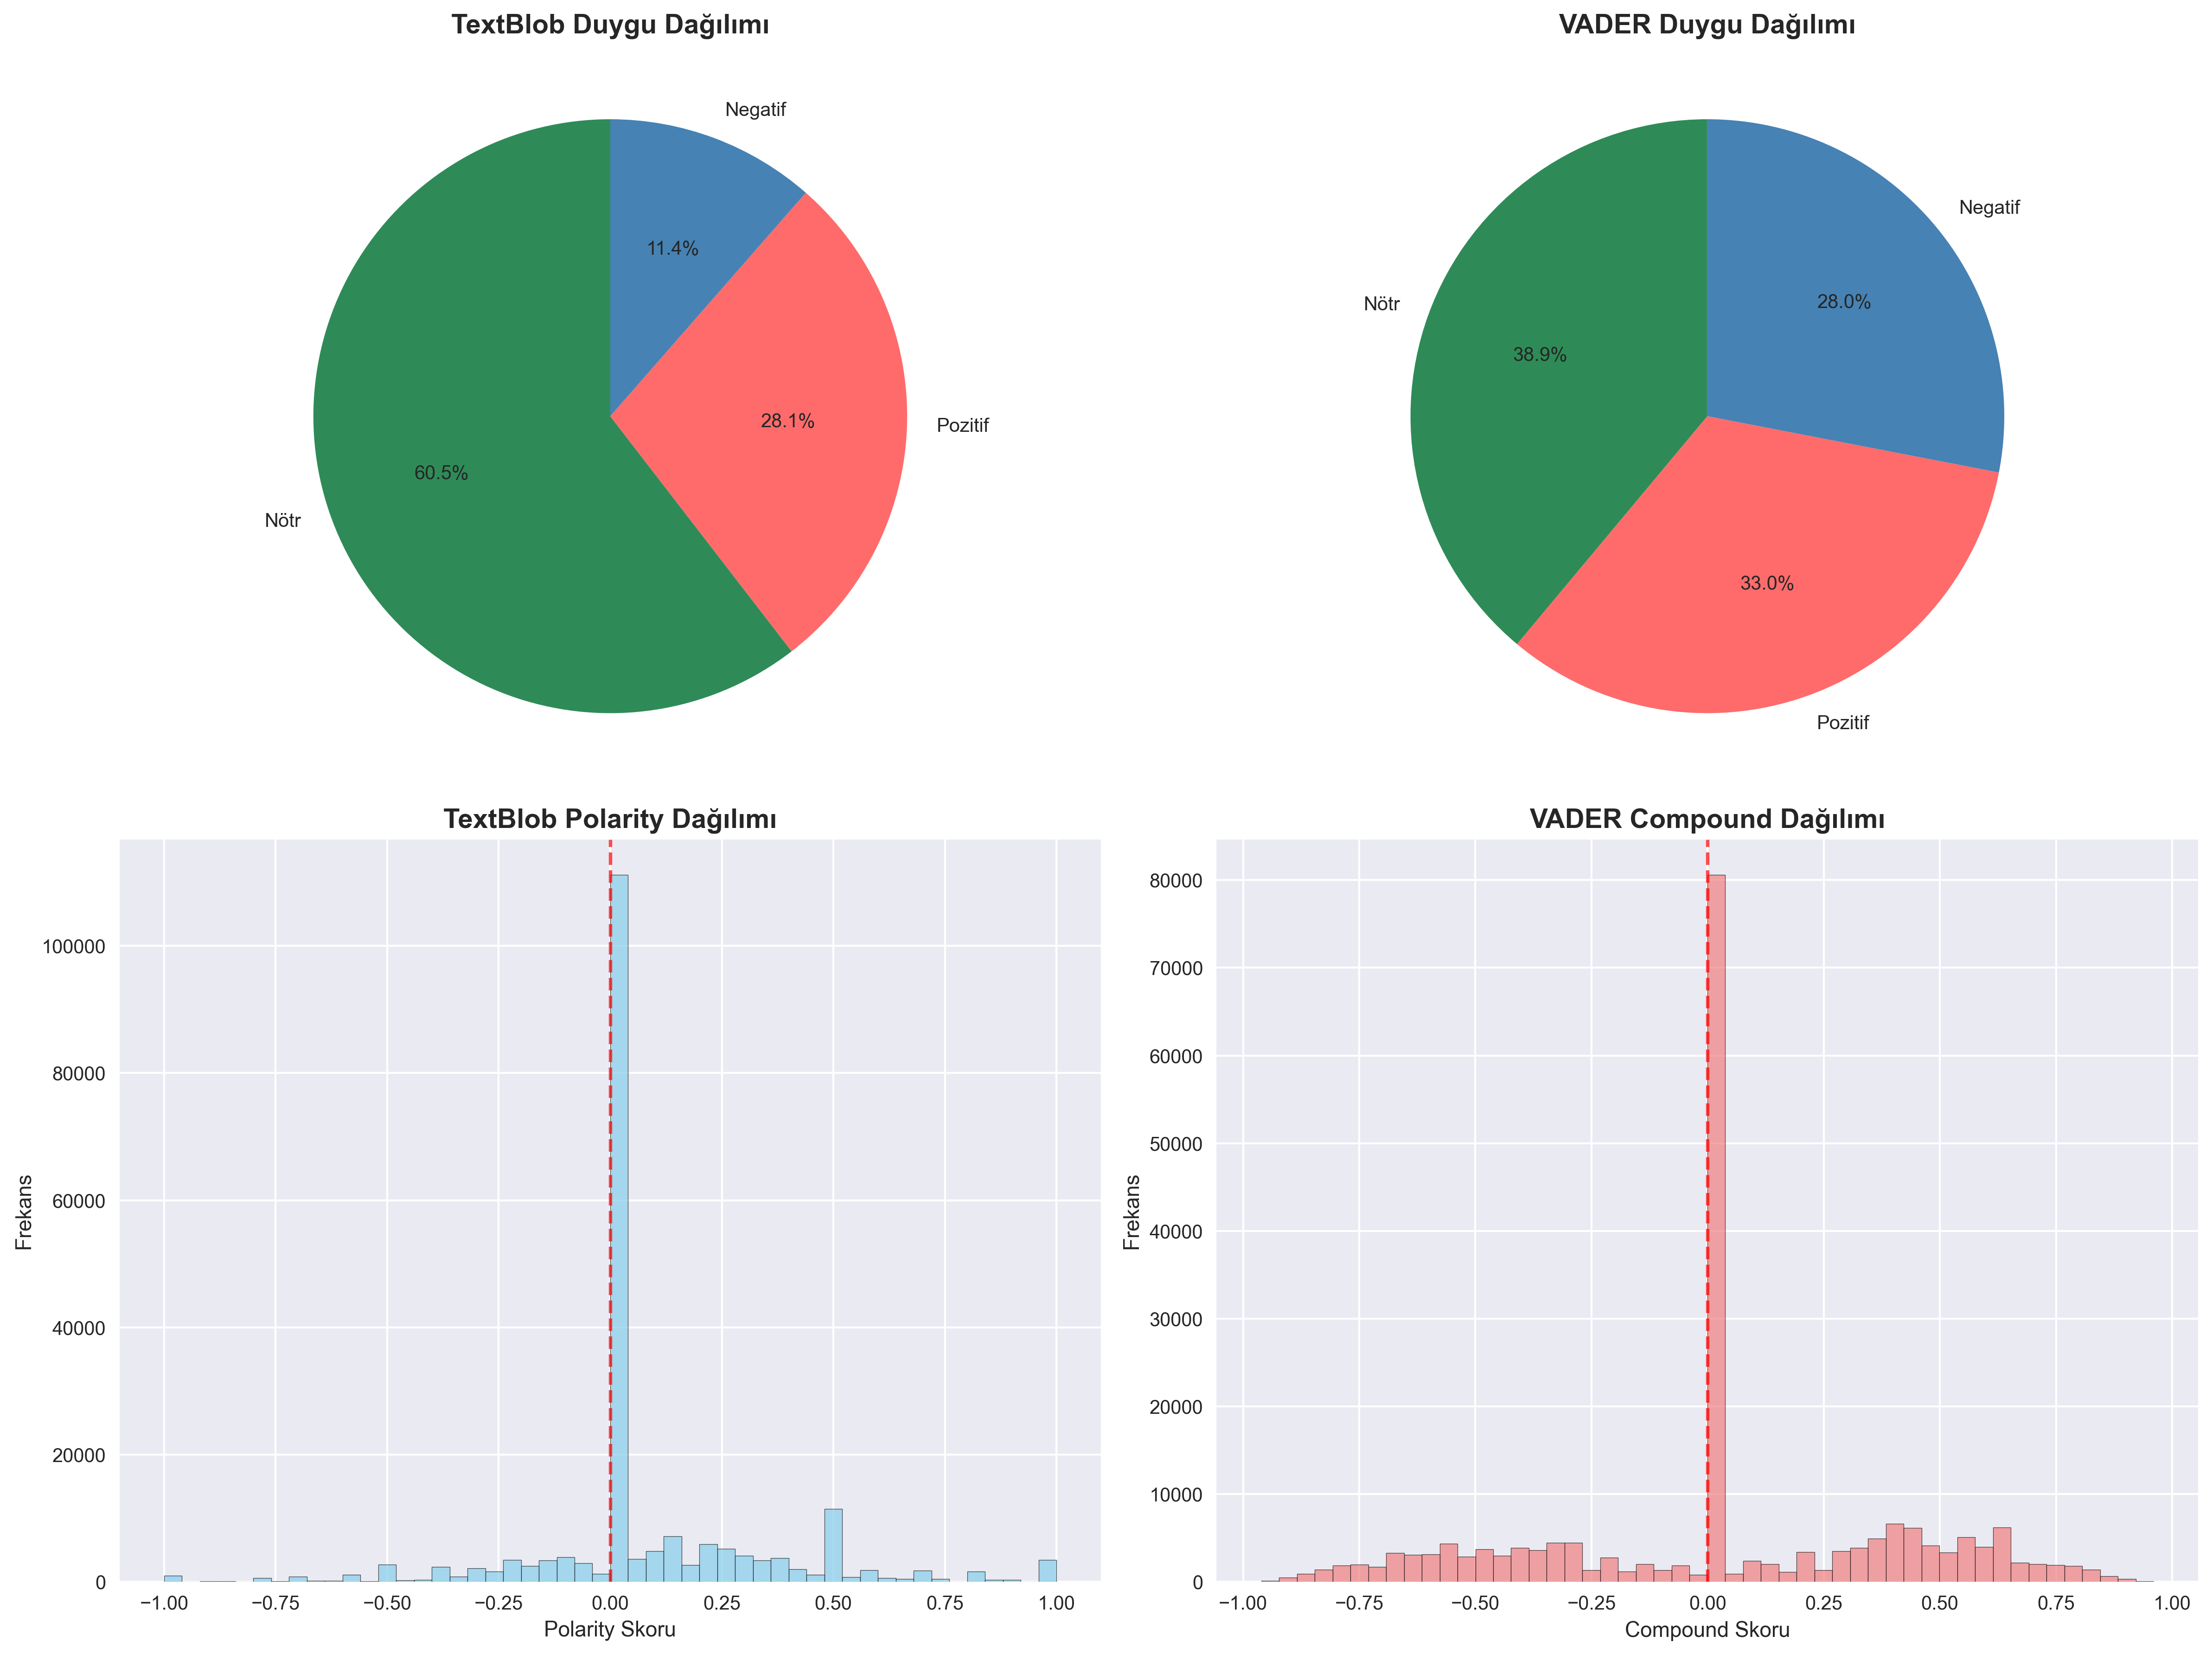 TextBlob Duygu Dağılımı
Negatif
11.4%
Pozitif
28.1%
Nötr
60.5%
VADER Duygu Dağılımı
Negatif
28.0%
Nötr
38.9%
Pozitif
33.0%
TextBlob Polarity Dağılımı
Frekans
100000
80000
60000
40000
20000
0
−1.00 −0.75 −0.50 −0.25 0.00 0.25 0.50 0.75 1.00
Polarity Skoru
VADER Compound Dağılımı
Frekans
80000
70000
60000
50000
40000
30000
20000
10000
0
−1.00 −0.75 −0.50 −0.25 0.00 0.25 0.50 0.75 1.00
Compound Skoru